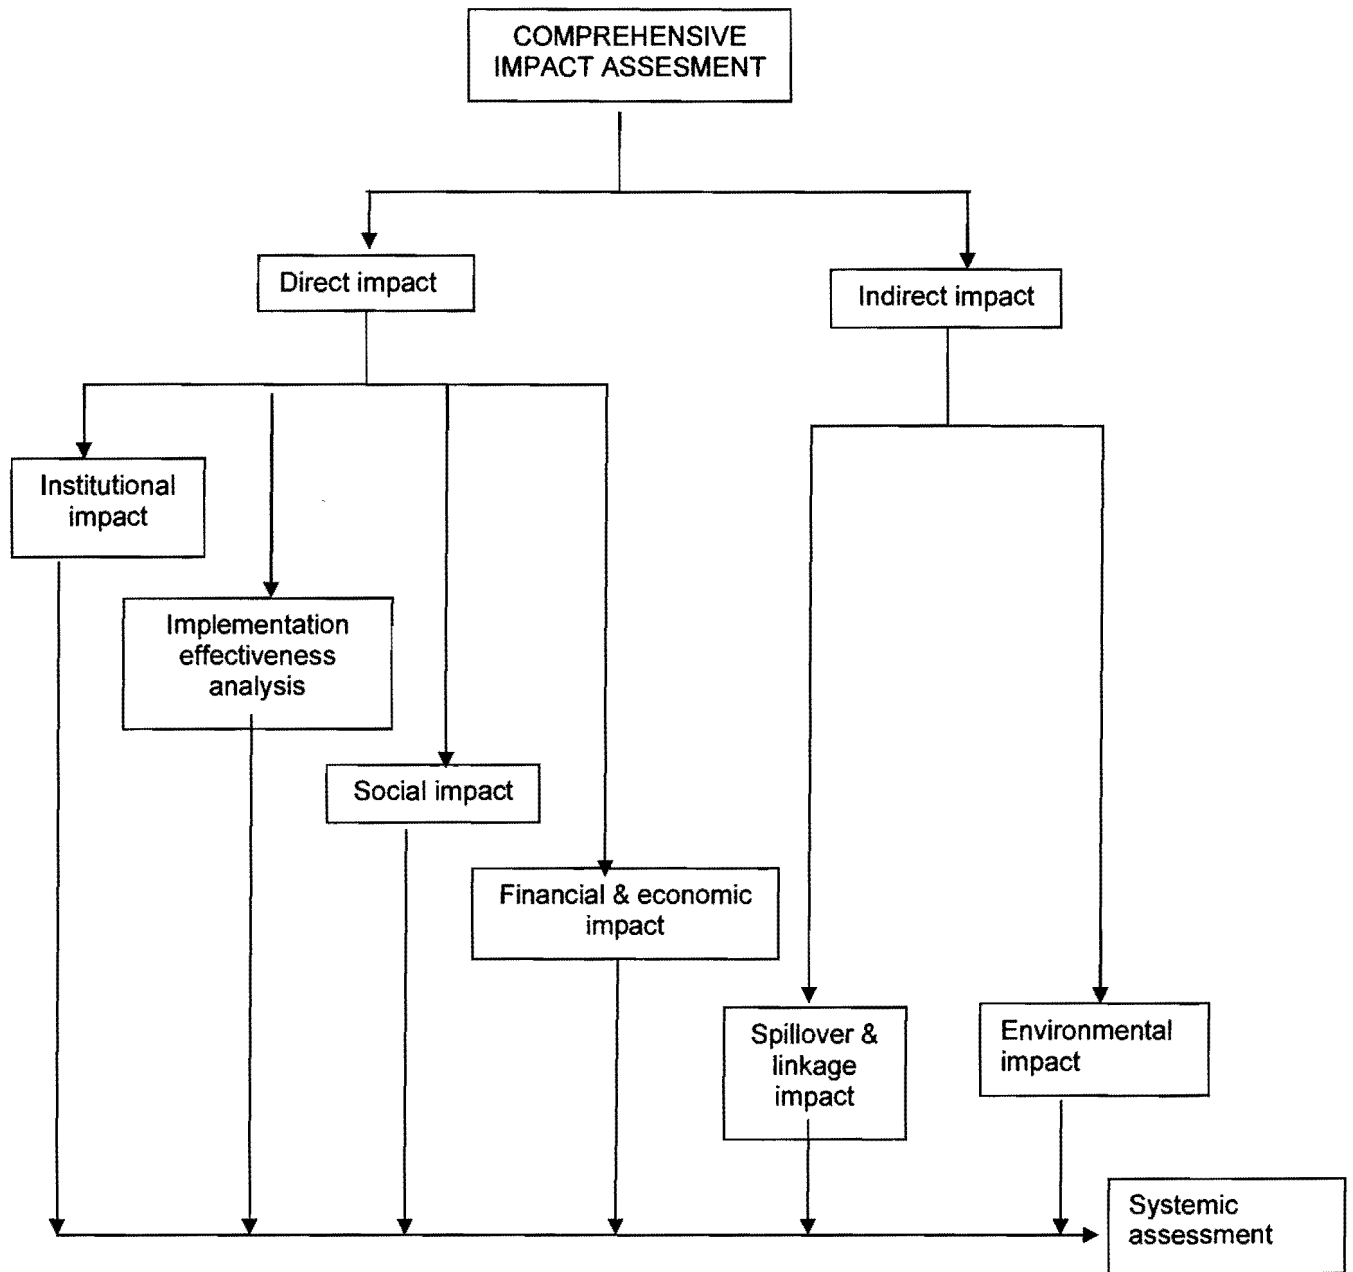 COMPREHENSIVE
IMPACT ASSESMENT
Direct impact
Indirect impact
Institutional
impact
Implementation
effectiveness
analysis
Social impact
Financial & economic
impact
Spillover &
linkage
impact
Environmental
impact
Systemic
assessment